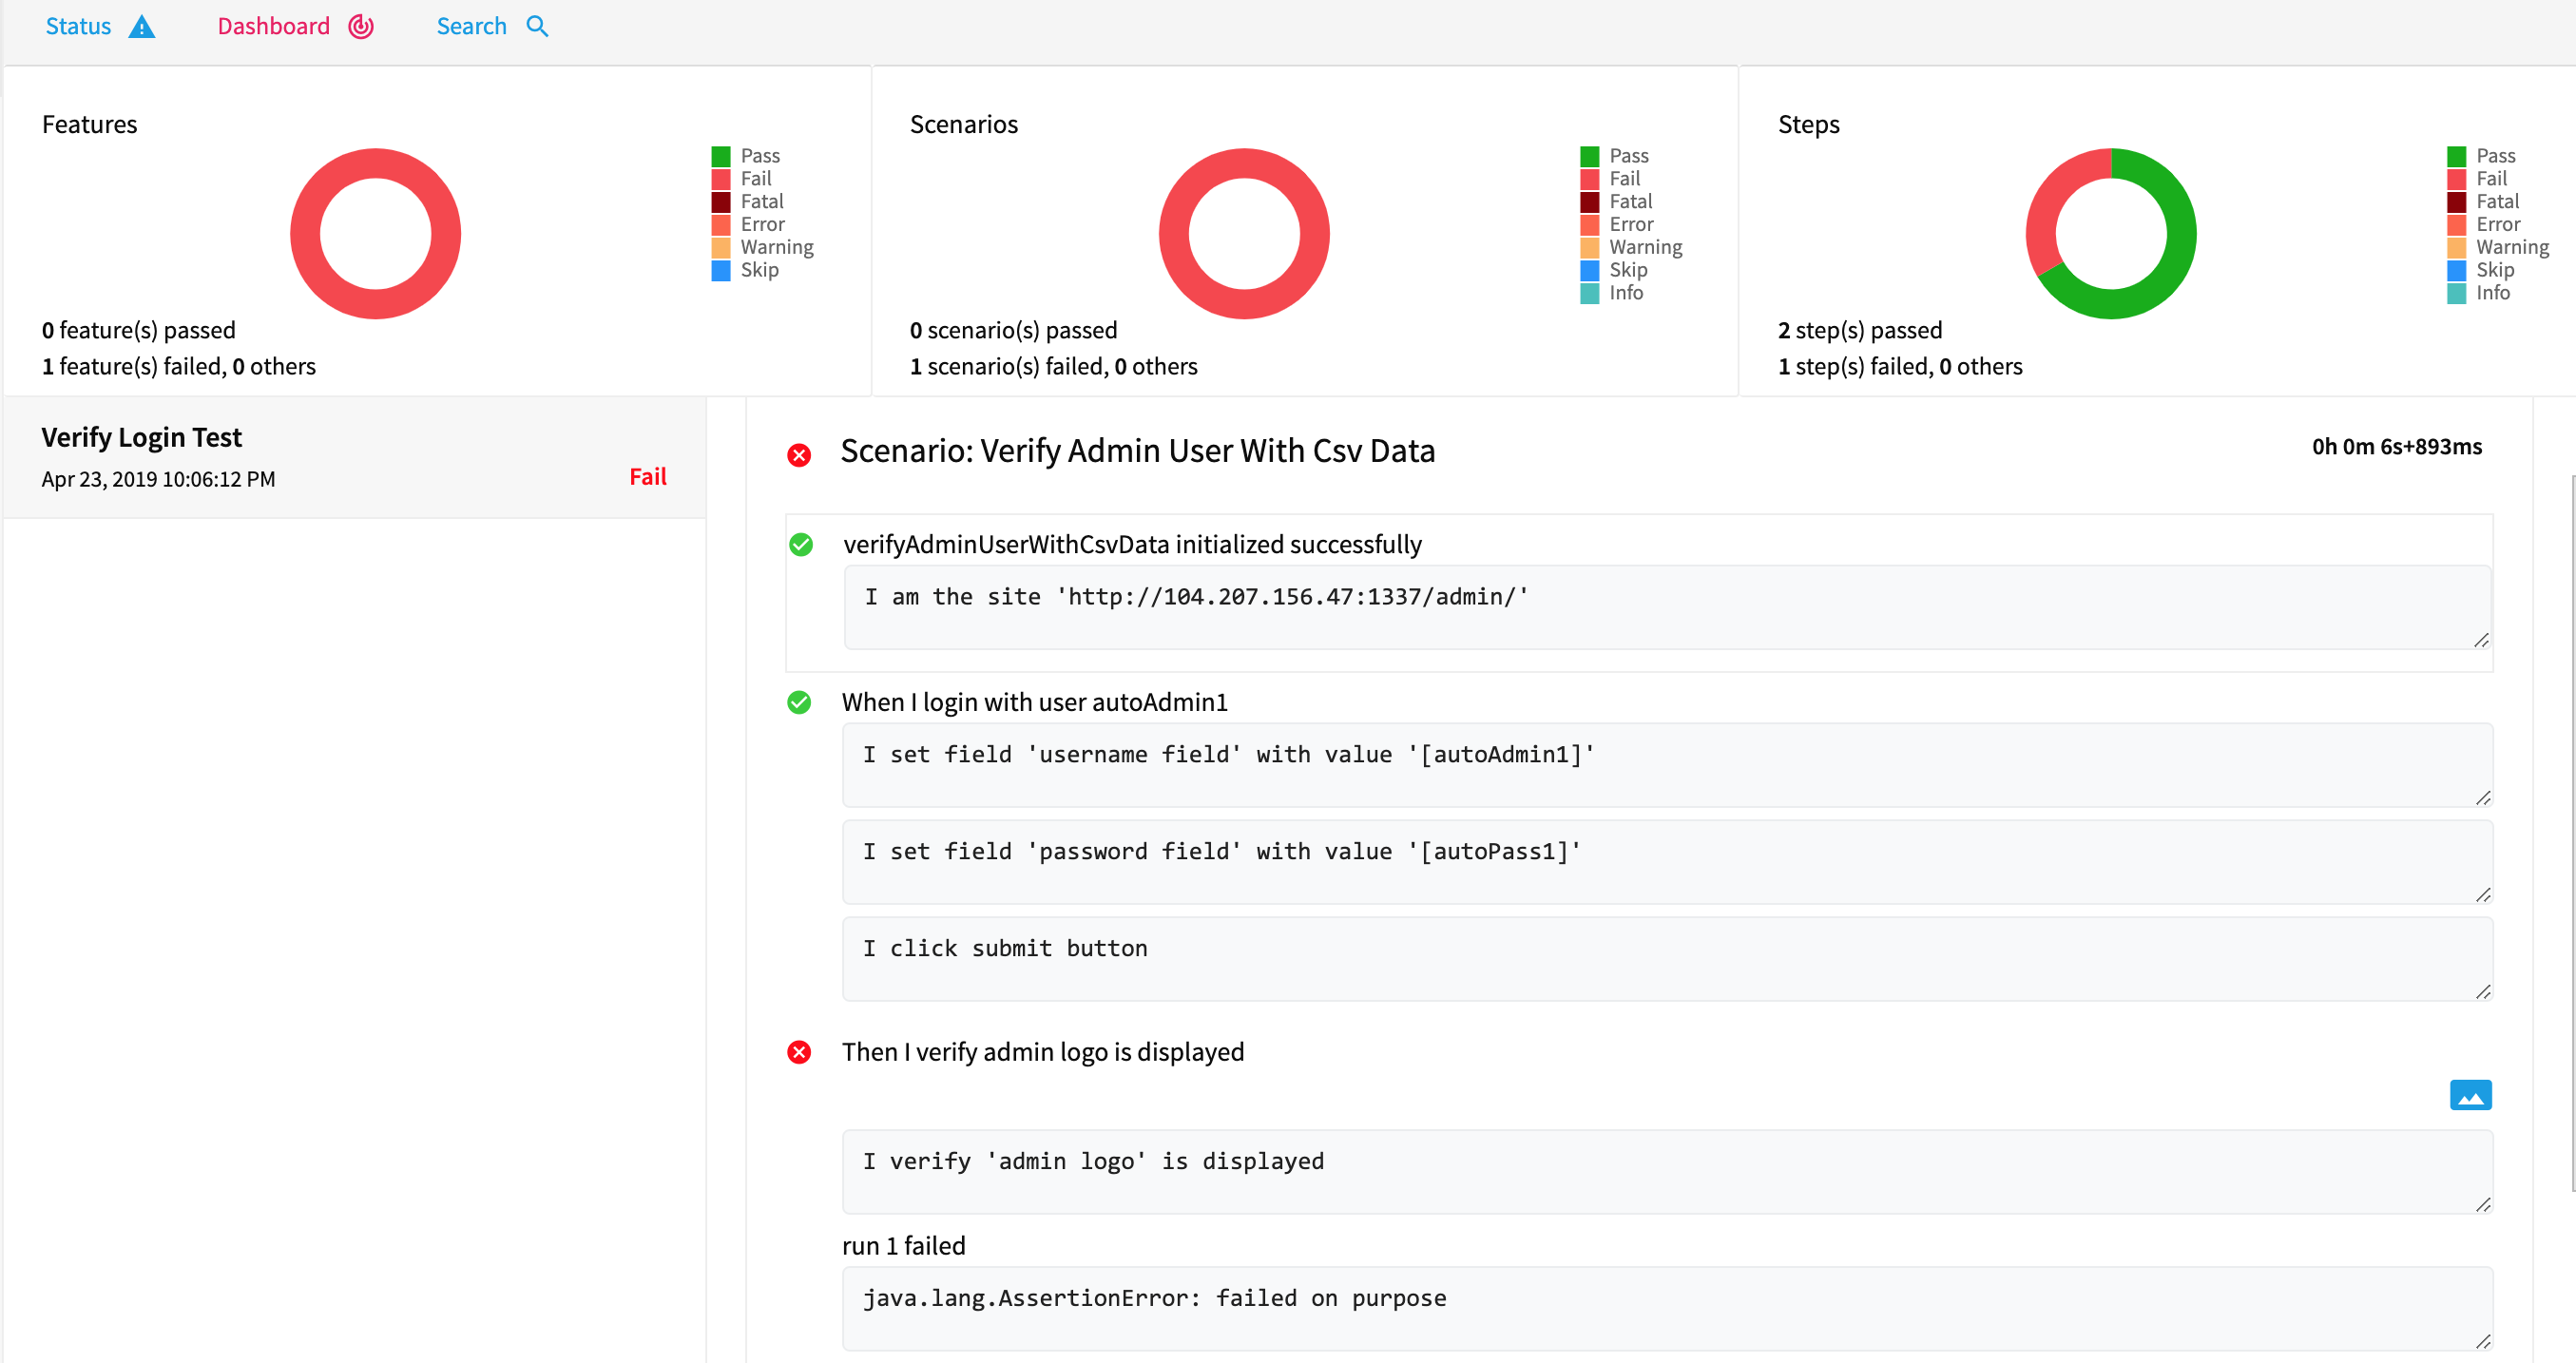 Status
Dashboard
Search
Features
Pass
Fail
Fatal
Error
Warning
Skip
0 feature(s) passed
1 feature(s) failed, 0 others
Scenarios
Pass
Fail
Fatal
Error
Warning
Skip
Info
0 scenario(s) passed
1 scenario(s) failed, 0 others
Steps
Pass
Fail
Fatal
Error
Warning
Skip
Info
2 step(s) passed
1 step(s) failed, 0 others
Verify Login Test
Apr 23, 2019 10:06:12 PM
Fail
Scenario: Verify Admin User With Csv Data
0h 0m 6s+893ms
verifyAdminUserWithCsvData initialized successfully
I am the site 'http://104.207.156.47:1337/admin/'
When I login with user autoAdmin1
I set field 'username field' with value '[autoAdmin1]'
I set field 'password field' with value '[autoPass1]'
I click submit button
Then I verify admin logo is displayed
I verify 'admin logo' is displayed
run 1 failed
java.lang.AssertionError: failed on purpose